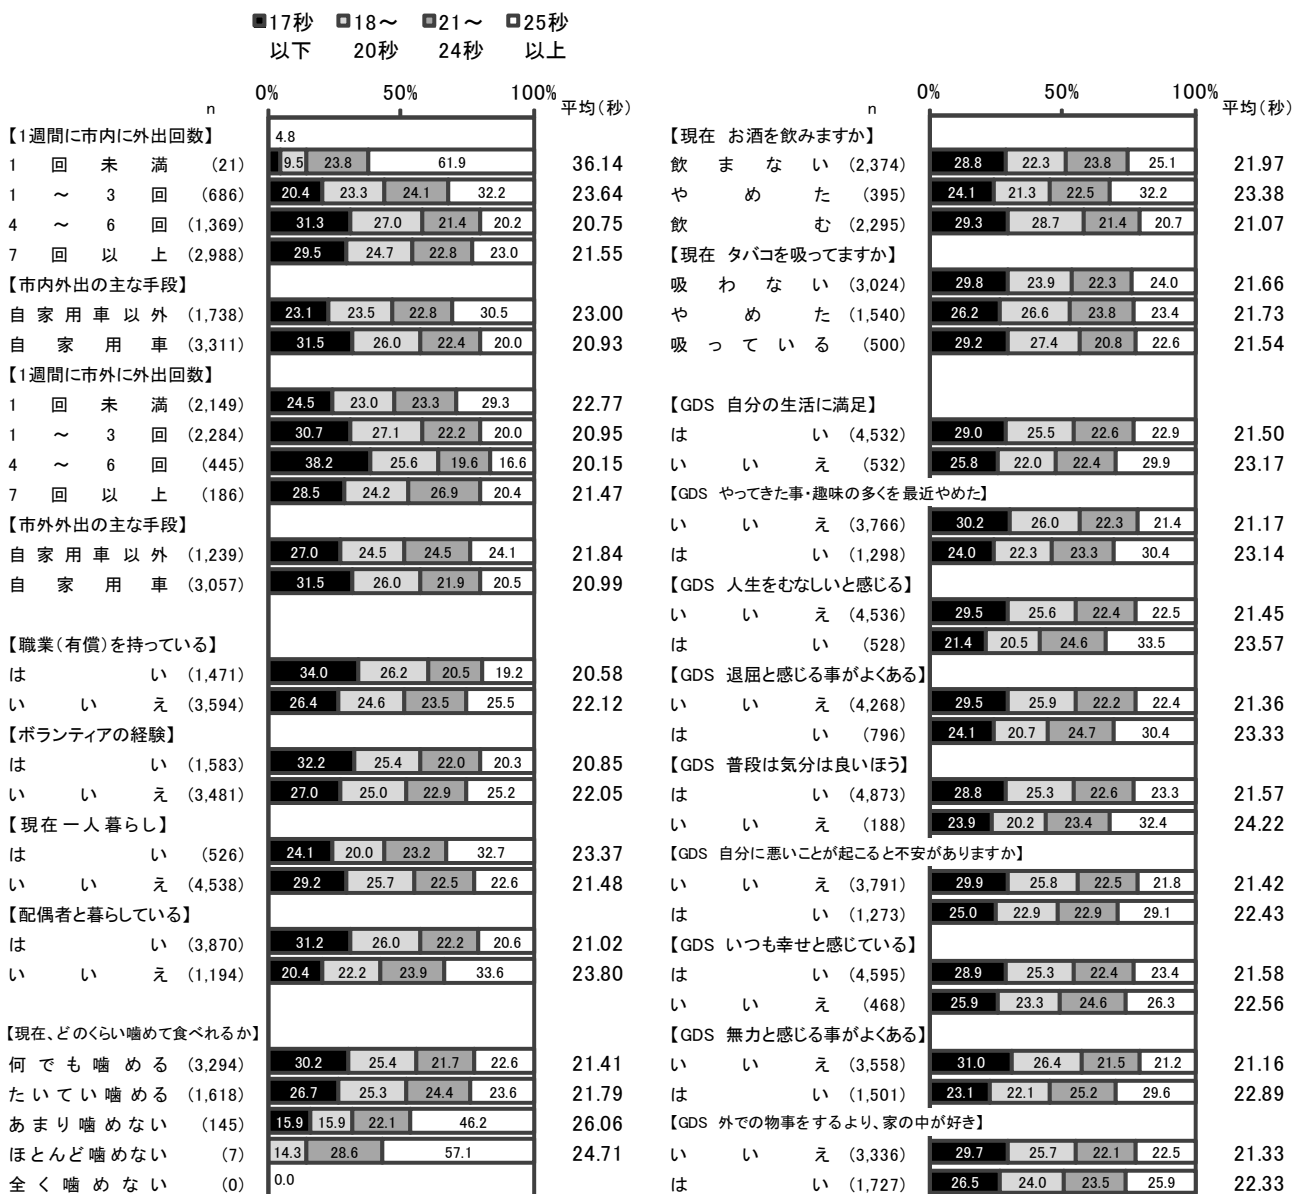 ■17秒以下 □18～20秒 ■21～24秒 □25秒以上
n 0% 50% 100% 平均(秒)
【1週間に市内に外出回数】 4.8
1回未満 (21) 9.5 23.8 61.9 36.14
1～3回 (686) 20.4 23.3 24.1 32.2 23.64
4～6回 (1,369) 31.3 27.0 21.4 20.2 20.75
7回以上 (2,988) 29.5 24.7 22.8 23.0 21.55
【市内外出の主な手段】
自家用車以外 (1,738) 23.1 23.5 22.8 30.5 23.00
自家用車 (3,311) 31.5 26.0 22.4 20.0 20.93
【1週間に市外に外出回数】
1回未満 (2,149) 24.5 23.0 23.3 29.3 22.77
1～3回 (2,284) 30.7 27.1 22.2 20.0 20.95
4～6回 (445) 38.2 25.6 19.6 16.6 20.15
7回以上 (186) 28.5 24.2 26.9 20.4 21.47
【市外外出の主な手段】
自家用車以外 (1,239) 27.0 24.5 24.5 24.1 21.84
自家用車 (3,057) 31.5 26.0 21.9 20.5 20.99
【職業(有償)を持っている】
はい (1,471) 34.0 26.2 20.5 19.2 20.58
いいえ (3,594) 26.4 24.6 23.5 25.5 22.12
【ボランティアの経験】
はい (1,583) 32.2 25.4 22.0 20.3 20.85
いいえ (3,481) 27.0 25.0 22.9 25.2 22.05
【現在一人暮らし】
はい (526) 24.1 20.0 23.2 32.7 23.37
いいえ (4,538) 29.2 25.7 22.5 22.6 21.48
【配偶者と暮らしている】
はい (3,870) 31.2 26.0 22.2 20.6 21.02
いいえ (1,194) 20.4 22.2 23.9 33.6 23.80
【現在、どのくらい噛めて食べれるか】
何でも噛める (3,294) 30.2 25.4 21.7 22.6 21.41
たいてい噛める (1,618) 26.7 25.3 24.4 23.6 21.79
あまり噛めない (145) 15.9 15.9 22.1 46.2 26.06
ほとんど噛めない (7) 14.3 28.6 57.1 24.71
全く噛めない (0) 0.0
n 0% 50% 100% 平均(秒)
【現在 お酒を飲みますか】
飲まない (2,374) 28.8 22.3 23.8 25.1 21.97
やめた (395) 24.1 21.3 22.5 32.2 23.38
飲む (2,295) 29.3 28.7 21.4 20.7 21.07
【現在 タバコを吸ってますか】
吸わない (3,024) 29.8 23.9 22.3 24.0 21.66
やめた (1,540) 26.2 26.6 23.8 23.4 21.73
吸っている (500) 29.2 27.4 20.8 22.6 21.54
【GDS 自分の生活に満足】
はい (4,532) 29.0 25.5 22.6 22.9 21.50
いいえ (532) 25.8 22.0 22.4 29.9 23.17
【GDS やってきた事・趣味の多くを最近やめた】
いいえ (3,766) 30.2 26.0 22.3 21.4 21.17
はい (1,298) 24.0 22.3 23.3 30.4 23.14
【GDS 人生をむなしいと感じる】
いいえ (4,536) 29.5 25.6 22.4 22.5 21.45
はい (528) 21.4 20.5 24.6 33.5 23.57
【GDS 退屈と感じる事がよくある】
いいえ (4,268) 29.5 25.9 22.2 22.4 21.36
はい (796) 24.1 20.7 24.7 30.4 23.33
【GDS 普段は気分は良いほう】
はい (4,873) 28.8 25.3 22.6 23.3 21.57
いいえ (188) 23.9 20.2 23.4 32.4 24.22
【GDS 自分に悪いことが起こると不安がありますか】
いいえ (3,791) 29.9 25.8 22.5 21.8 21.42
はい (1,273) 25.0 22.9 22.9 29.1 22.43
【GDS いつも幸せと感じている】
はい (4,595) 28.9 25.3 22.4 23.4 21.58
いいえ (468) 25.9 23.3 24.6 26.3 22.56
【GDS 無力と感じる事がよくある】
いいえ (3,558) 31.0 26.4 21.5 21.2 21.16
はい (1,501) 23.1 22.1 25.2 29.6 22.89
【GDS 外での物事をするより、家の中が好き】
いいえ (3,336) 29.7 25.7 22.1 22.5 21.33
はい (1,727) 26.5 24.0 23.5 25.9 22.33